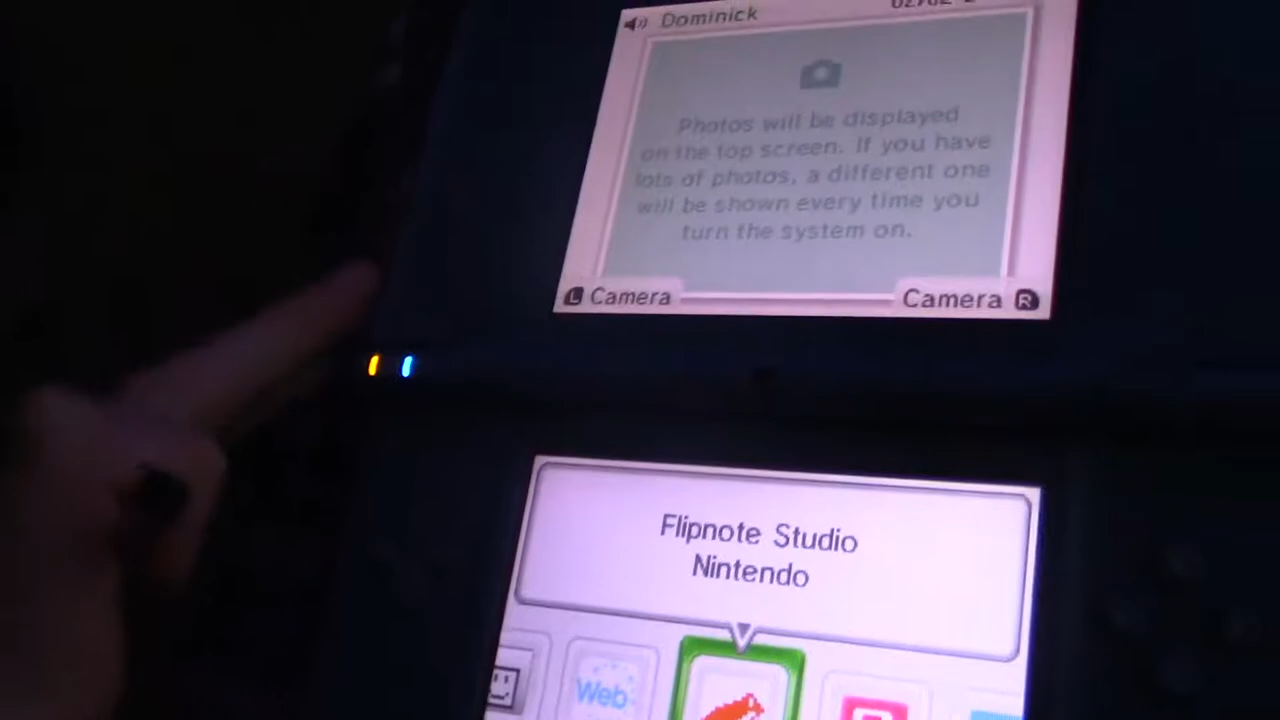 Dominick
Photos will be displayed
on the top screen. If you have
lots of photos, a different one
will be shown every time you
turn the system on.
L Camera
Camera R
Flipnote Studio
Nintendo
Web